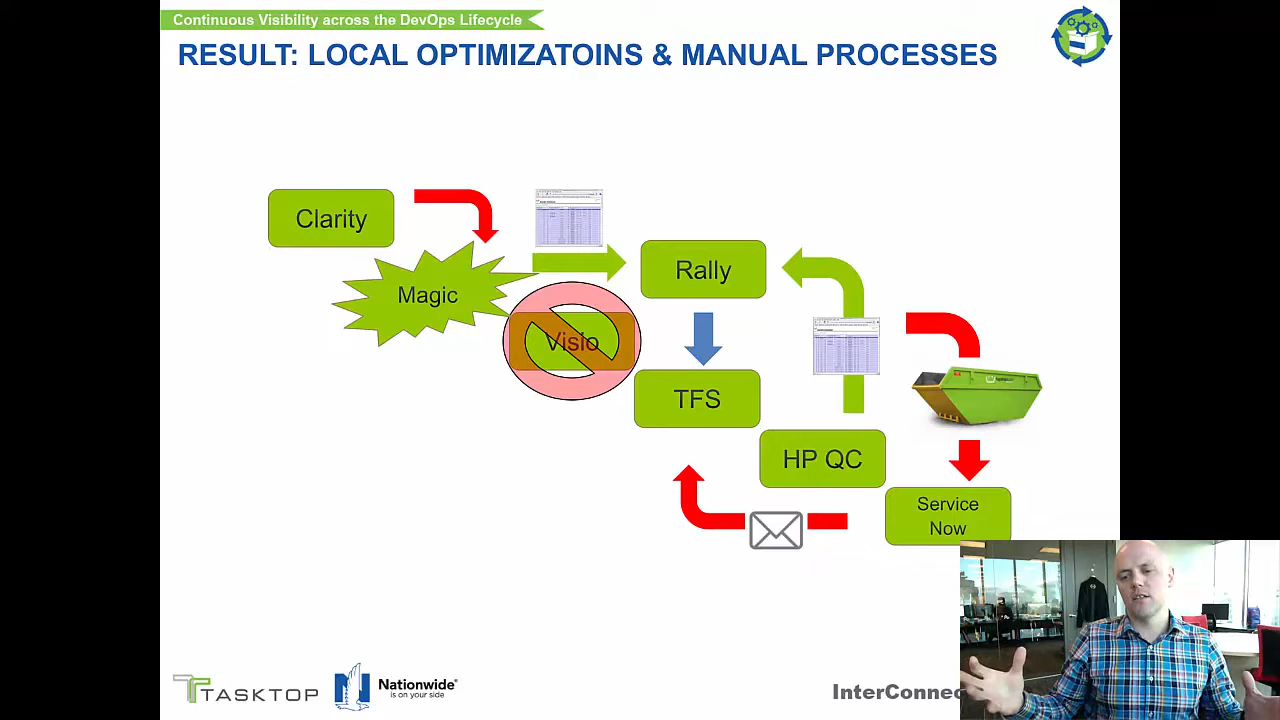 Continuous Visibility across the DevOps Lifecycle
RESULT: LOCAL OPTIMIZATOINS & MANUAL PROCESSES
Clarity
Magic
Rally
Visio
TFS
HP QC
Service
Now
TASKTOP
Nationwide®
is on your side
InterConnec